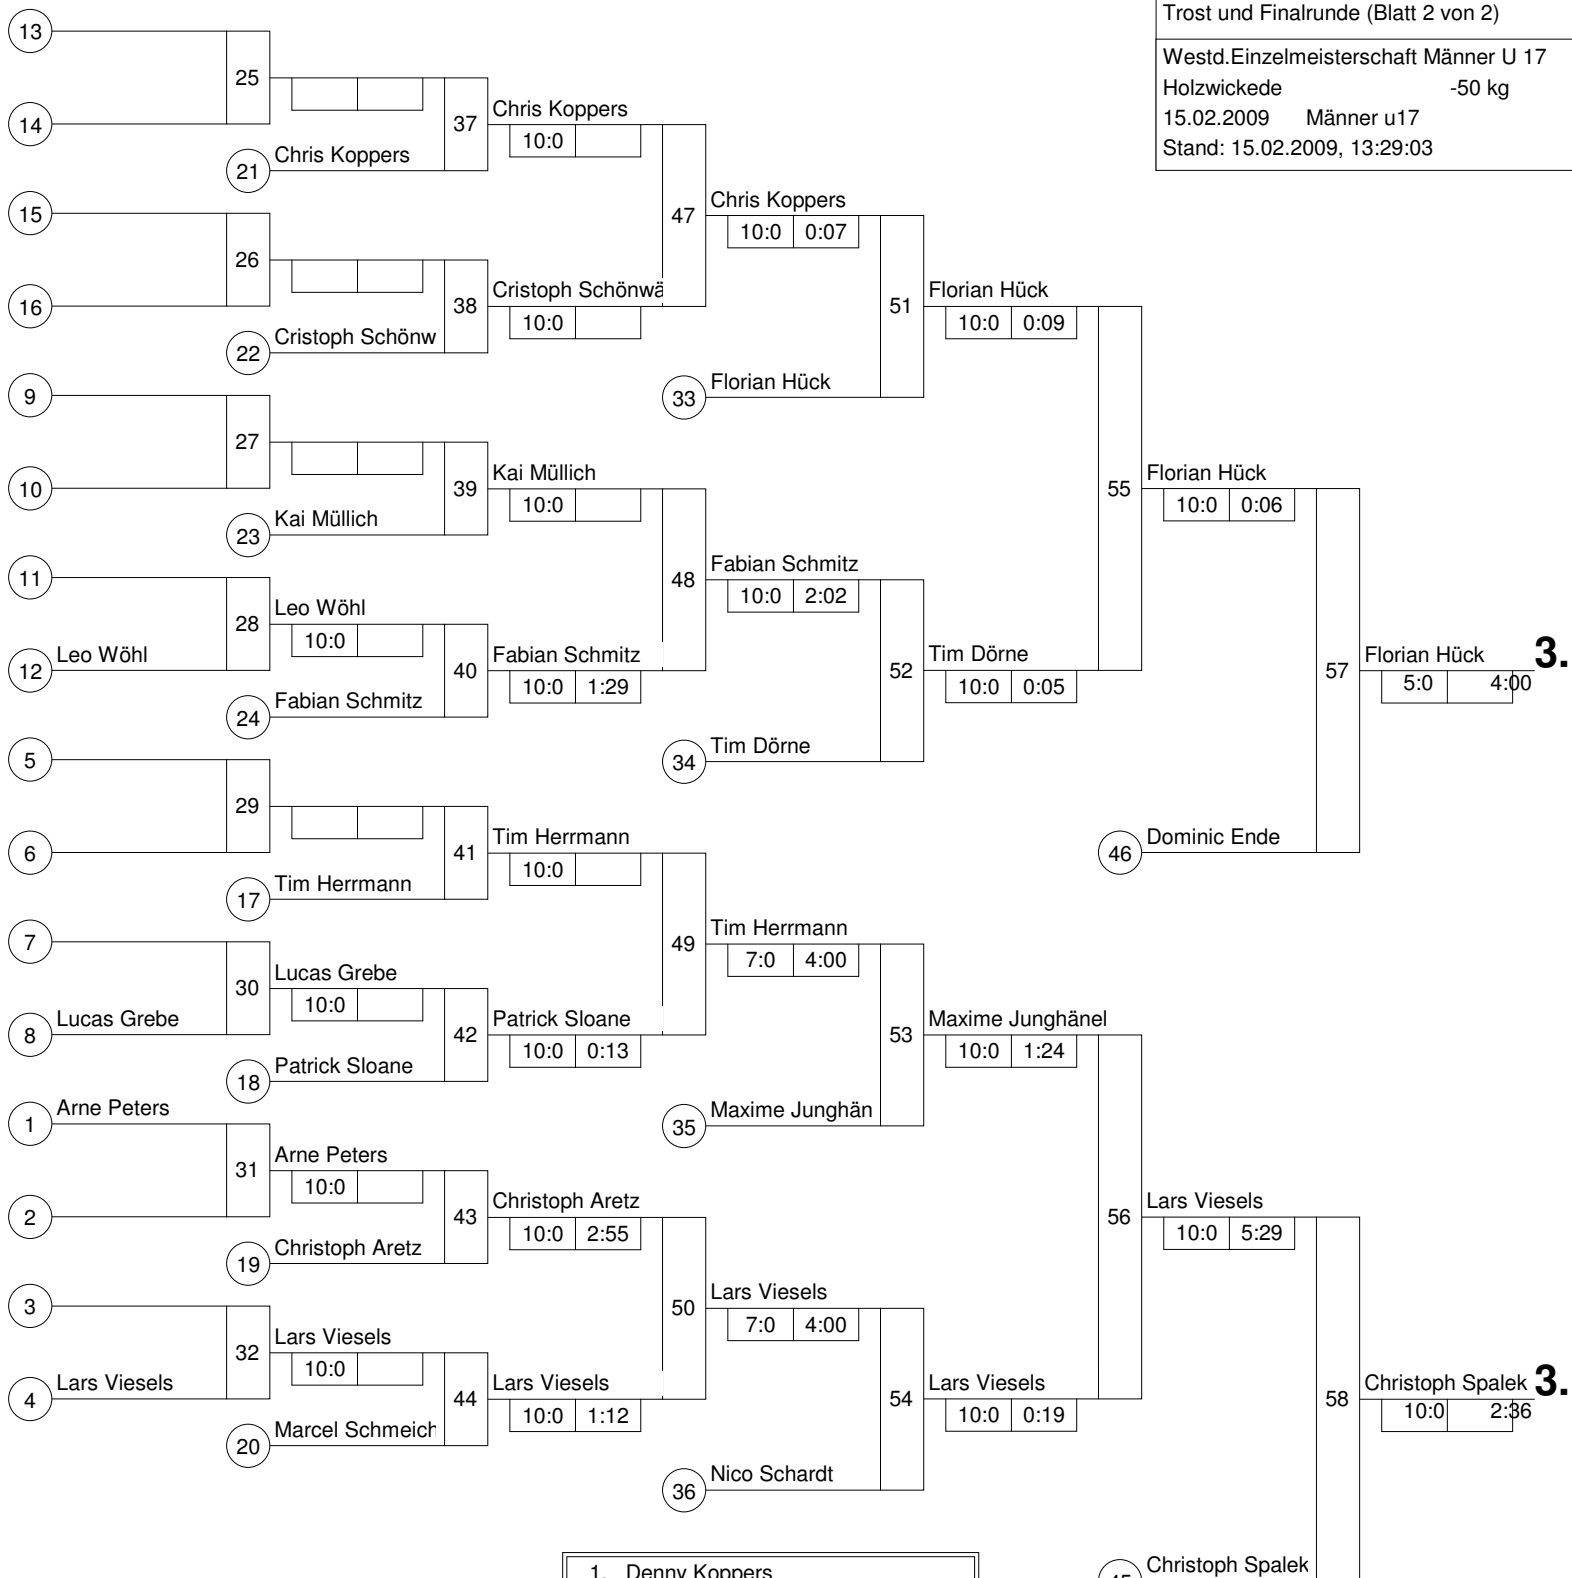 Trost und Finalrunde (Blatt 2 von 2)
Westd.Einzelmeisterschaft Männer U 17
Holzwickede -50 kg
15.02.2009 Männer u17
Stand: 15.02.2009, 13:29:03
13
25
14
37
Chris Koppers
10:0
21
Chris Koppers
15
47
Chris Koppers
10:0 0:07
26
16
38
Cristoph Schönwä
10:0
51
Florian Hück
10:0 0:09
22
Cristoph Schönw
33
Florian Hück
9
27
10
39
Kai Müllich
10:0
55
Florian Hück
10:0 0:06
23
Kai Müllich
11
48
Fabian Schmitz
10:0 2:02
28
Leo Wöhl
10:0
12
Leo Wöhl
40
Fabian Schmitz
10:0 1:29
52
Tim Dörne
10:0 0:05
57
Florian Hück
3.
5:0 4:00
24
Fabian Schmitz
34
Tim Dörne
5
29
6
41
Tim Herrmann
10:0
46
Dominic Ende
17
Tim Herrmann
7
49
Tim Herrmann
7:0 4:00
30
Lucas Grebe
10:0
8
Lucas Grebe
42
Patrick Sloane
10:0 0:13
53
Maxime Junghänel
10:0 1:24
18
Patrick Sloane
1
Arne Peters
35
Maxime Junghän
31
Arne Peters
10:0
2
43
Christoph Aretz
10:0 2:55
56
Lars Viesels
10:0 5:29
19
Christoph Aretz
3
50
Lars Viesels
7:0 4:00
32
Lars Viesels
10:0
4
Lars Viesels
44
Lars Viesels
10:0 1:12
54
Lars Viesels
10:0 0:19
58
Christoph Spalek
3.
10:0 2:36
20
Marcel Schmeich
36
Nico Schardt
1. Denny Koppers
45
Christoph Spalek